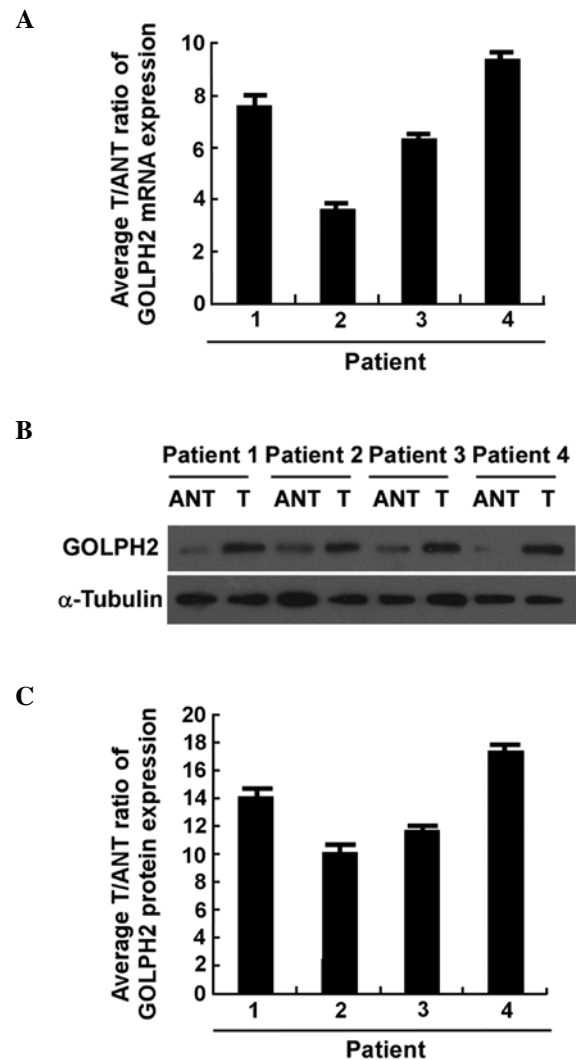 A
Average T/ANT ratio of
GOLPH2 mRNA expression
10
8
6
4
2
0
1 2 3 4
Patient
B
Patient 1 Patient 2 Patient 3 Patient 4
ANT T ANT T ANT T ANT T
GOLPH2
α-Tubulin
C
Average T/ANT ratio of
GOLPH2 protein expression
20
18
16
14
12
10
8
6
4
2
0
1 2 3 4
Patient